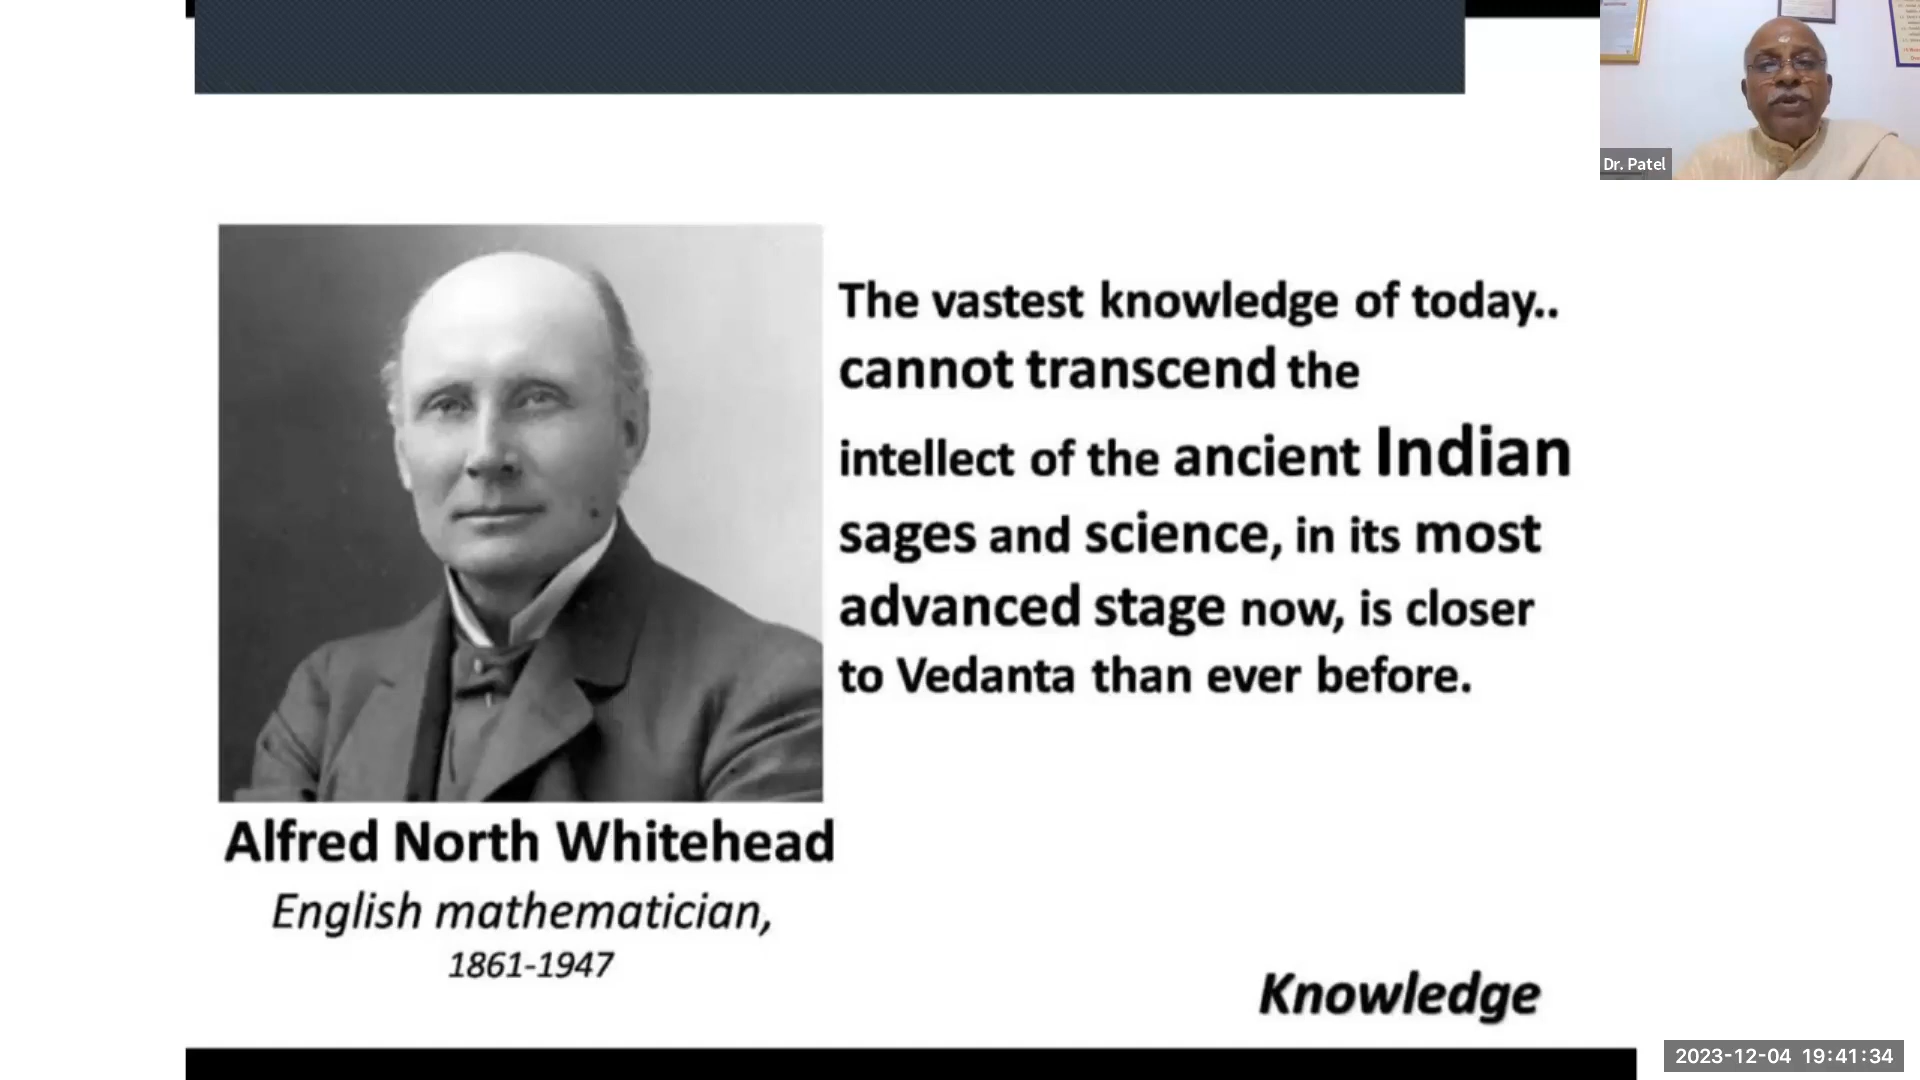 Dr. Patel
The vastest knowledge of today..
cannot transcend the
intellect of the ancient Indian
sages and science, in its most
advanced stage now, is closer
to Vedanta than ever before.
Alfred North Whitehead
English mathematician,
1861-1947
Knowledge
2023-12-04 19:41:34